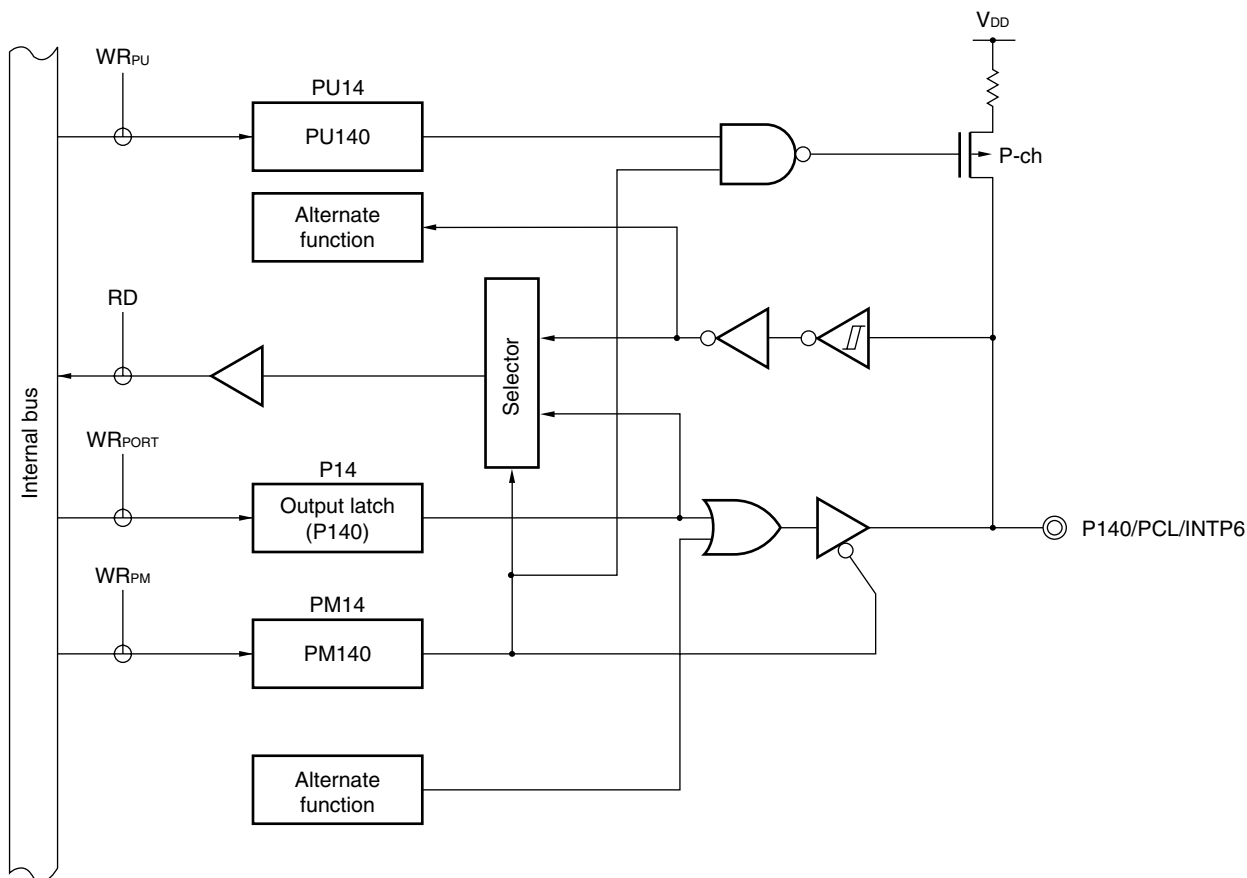 VDD
WRPU
PU14
PU140
P-ch
Alternate
function
RD
Selector
Internal bus
WRPORT
P14
Output latch
(P140)
P140/PCL/INTP6
WRPM
PM14
PM140
Alternate
function